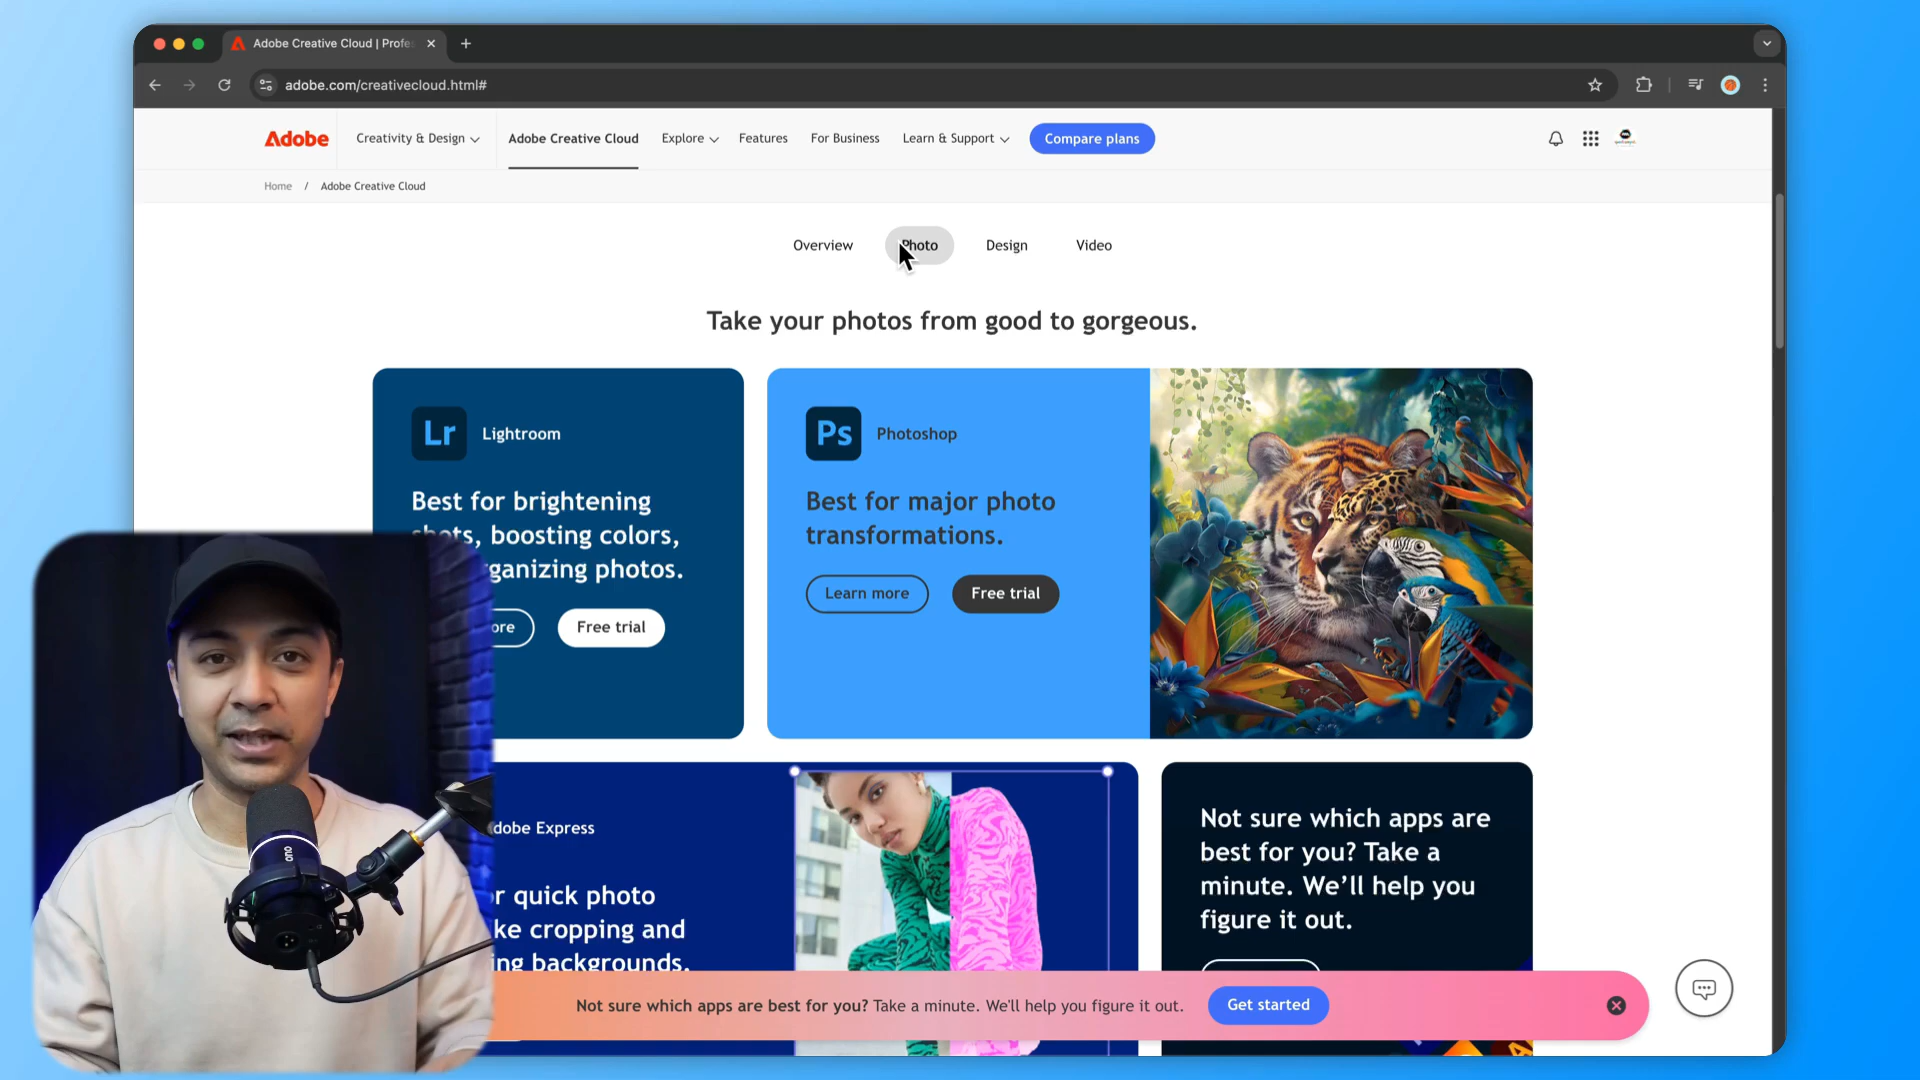 Adobe Creative Cloud | Profe
adobe.com/creativecloud.html#
Adobe
Creativity & Design
Adobe Creative Cloud
Explore
Features
For Business
Learn & Support
Compare plans
Home / Adobe Creative Cloud
Overview
Photo
Design
Video
Take your photos from good to gorgeous.
Lr
Lightroom
Best for brightening
shots, boosting colors,
ganizing photos.
ore
Free trial
Ps
Photoshop
Best for major photo
transformations.
Learn more
Free trial
dobe Express
r quick photo
ke cropping and
ing backgrounds.
Not sure which apps are
best for you? Take a
minute. We'll help you
figure it out.
Not sure which apps are best for you? Take a minute. We'll help you figure it out.
Get started